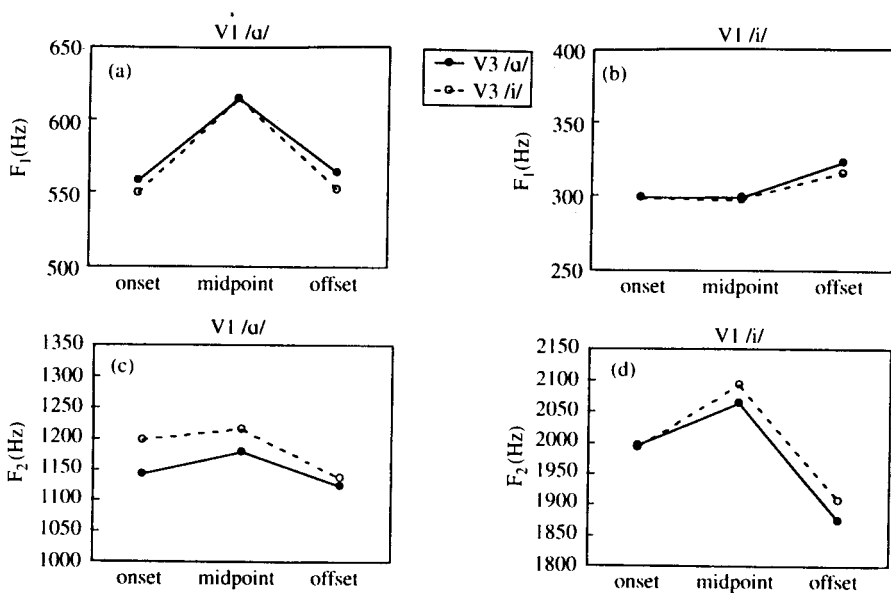 V1 /ɑ/
(a)
F1(Hz)
650
600
550
500
onset midpoint offset
V3 /ɑ/
V3 /i/
V1 /i/
(b)
F1(Hz)
400
350
300
250
onset midpoint offset
V1 /ɑ/
(c)
F2(Hz)
1350
1300
1250
1200
1150
1100
1050
1000
onset midpoint offset
V1 /i/
(d)
F2(Hz)
2150
2100
2050
2000
1950
1900
1850
1800
onset midpoint offset